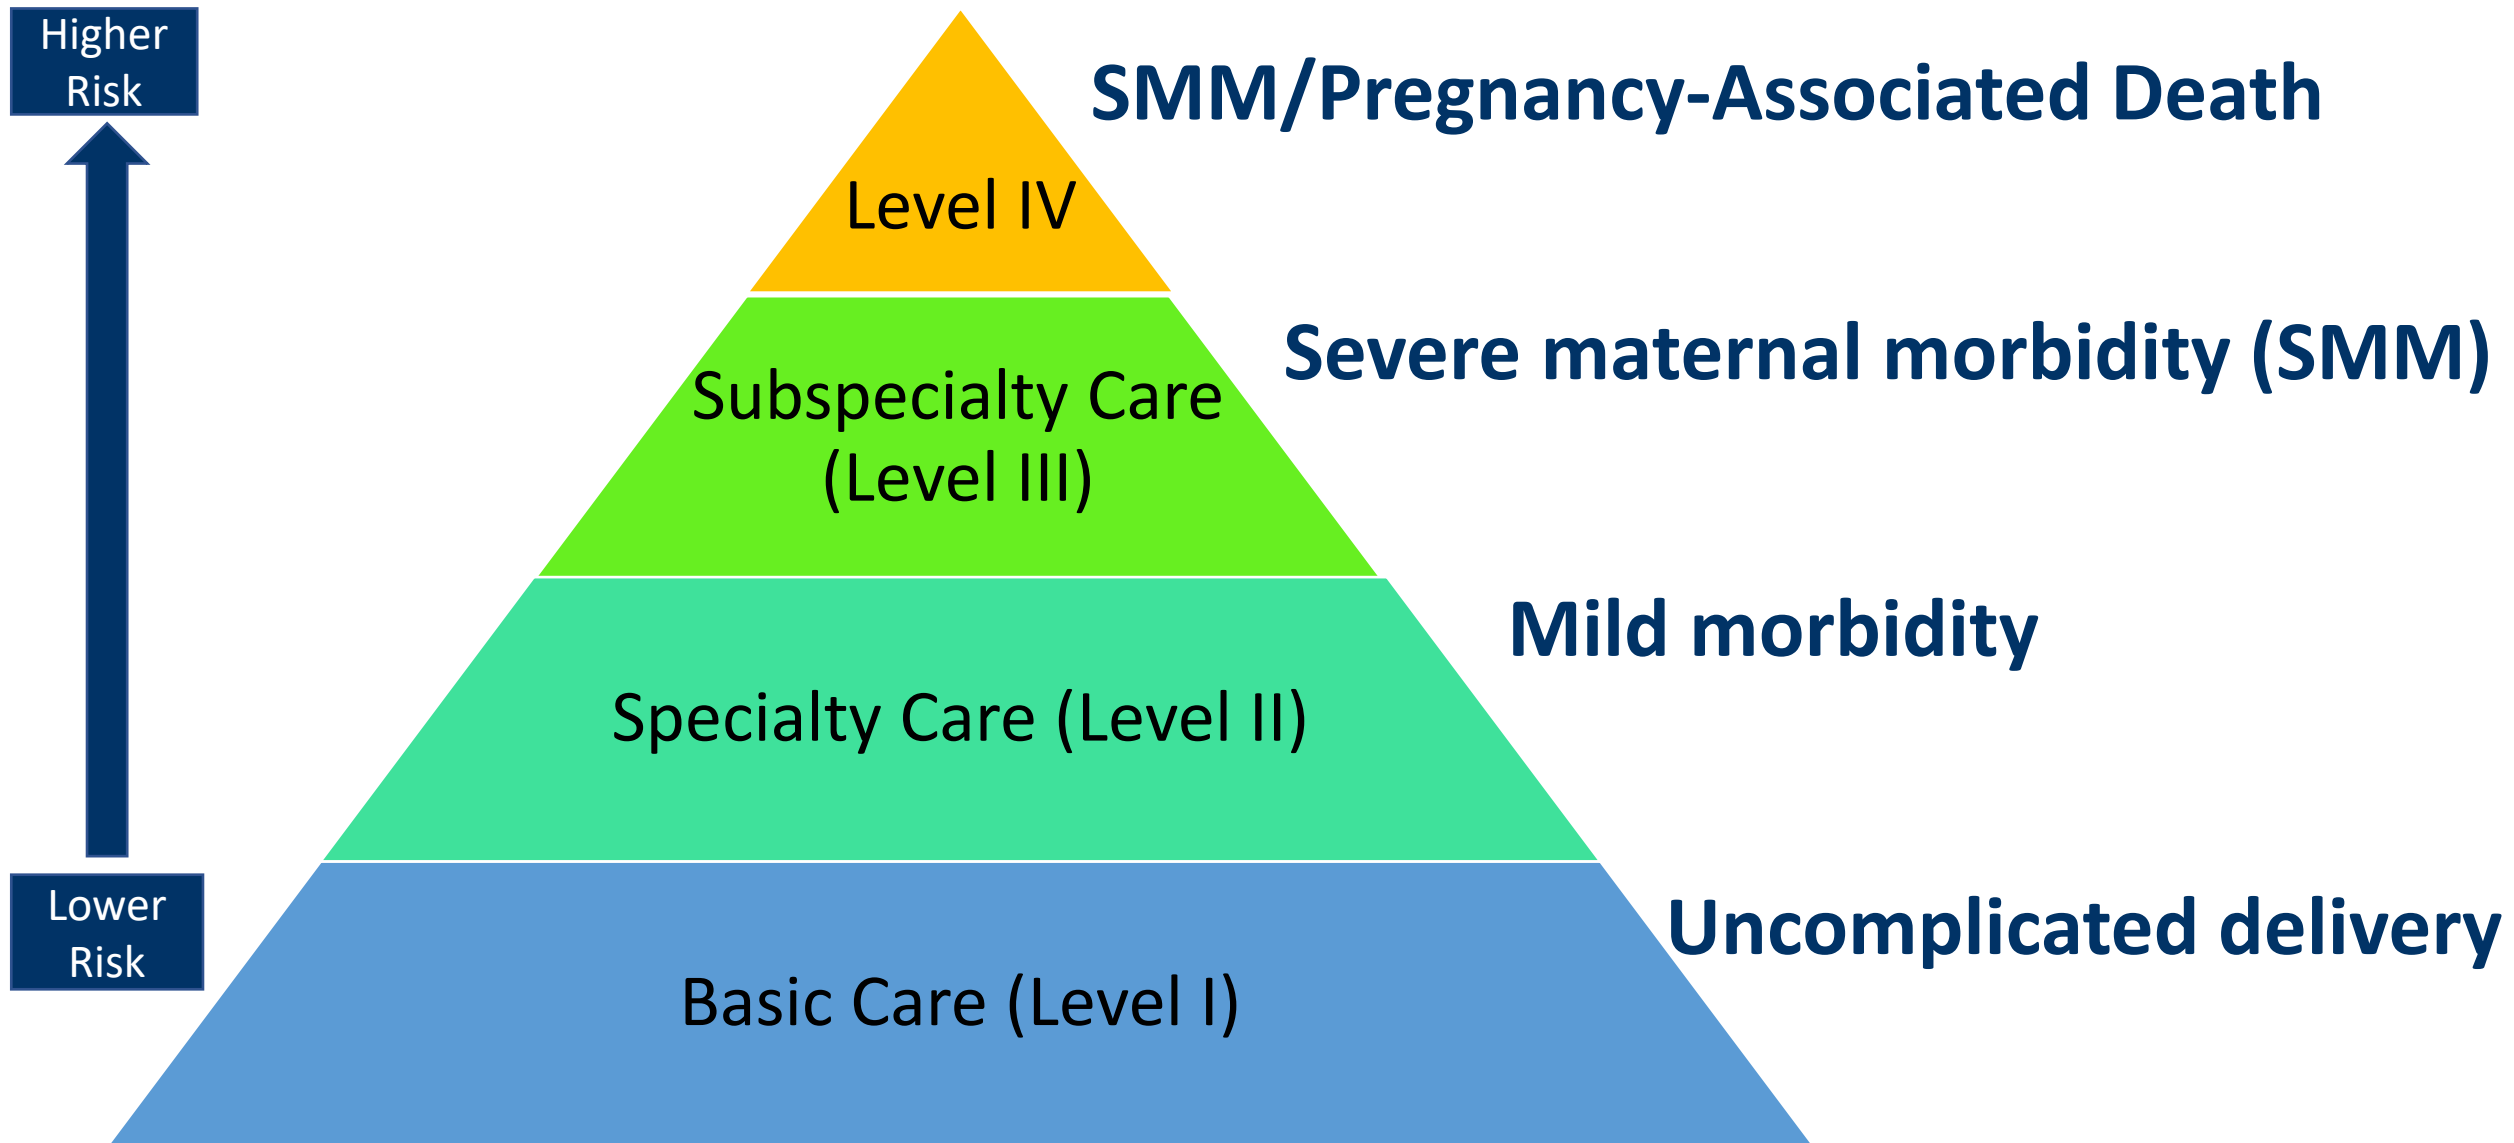 Higher
Risk
SMM/Pregnancy-Associated Death
Level IV
Severe maternal morbidity (SMM)
Subspecialty Care
(Level III)
Mild morbidity
Specialty Care (Level II)
Lower
Risk
Uncomplicated delivery
Basic Care (Level I)